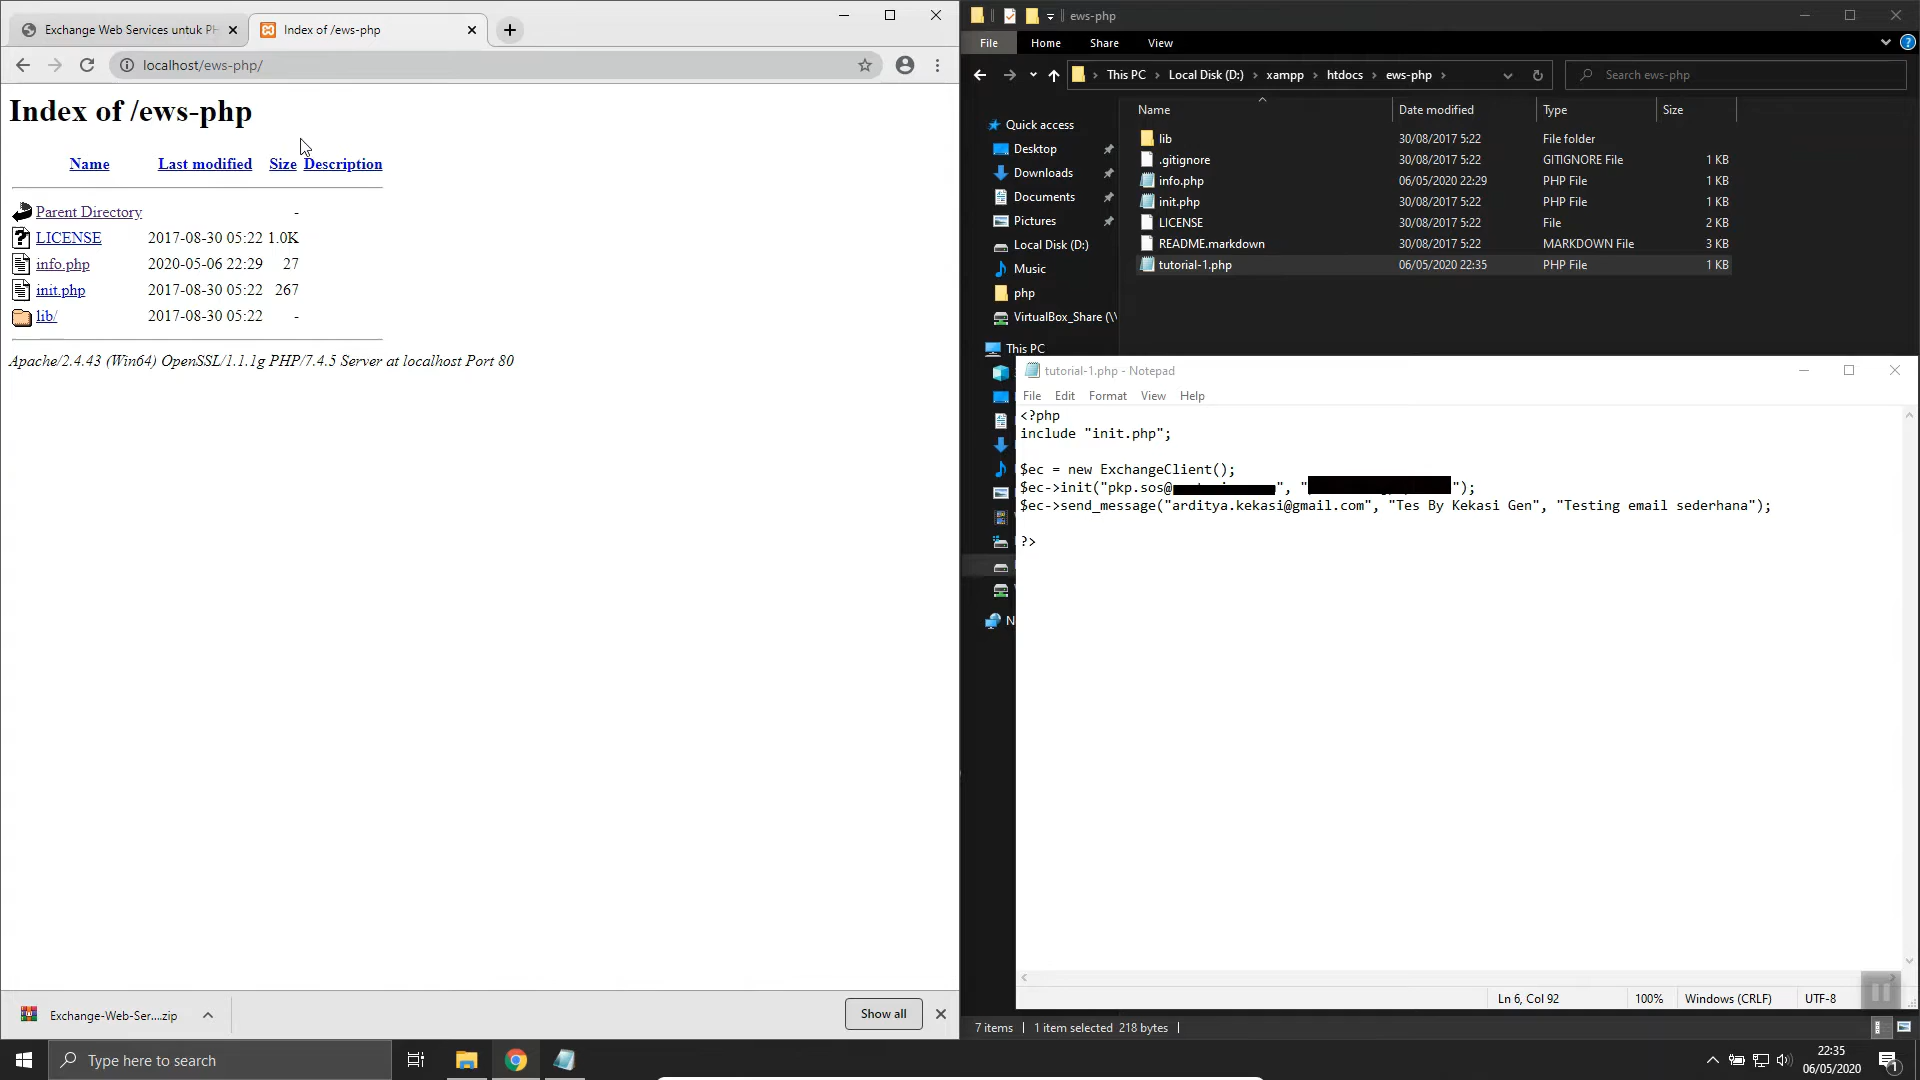 Exchange Web Services untuk PH
Index of /ews-php
localhost/ews-php/
Index of /ews-php
Name Last modified Size Description
Parent Directory -
LICENSE 2017-08-30 05:22 1.0K
info.php 2020-05-06 22:29 27
init.php 2017-08-30 05:22 267
lib/ 2017-08-30 05:22 -
Apache/2.4.43 (Win64) OpenSSL/1.1.1g PHP/7.4.5 Server at localhost Port 80
Exchange-Web-Ser....zip
Show all
ews-php
File Home Share View
This PC Local Disk (D:) xampp htdocs ews-php
Search ews-php
Name Date modified Type Size
lib 30/08/2017 5:22 File folder
.gitignore 30/08/2017 5:22 GITIGNORE File 1 KB
info.php 06/05/2020 22:29 PHP File 1 KB
init.php 30/08/2017 5:22 PHP File 1 KB
LICENSE 30/08/2017 5:22 File 2 KB
README.markdown 30/08/2017 5:22 MARKDOWN File 3 KB
tutorial-1.php 06/05/2020 22:35 PHP File 1 KB
Quick access
Desktop
Downloads
Documents
Pictures
Local Disk (D:)
Music
php
VirtualBox_Share (\\
This PC
N
tutorial-1.php - Notepad
File Edit Format View Help
<?php
include "init.php";
$ec = new ExchangeClient();
$ec->init("pkp.sos@", "");
$ec->send_message("arditya.kekasi@gmail.com", "Tes By Kekasi Gen", "Testing email sederhana");
?>
Ln 6, Col 92 100% Windows (CRLF) UTF-8
7 items 1 item selected 218 bytes
Type here to search
22:35
06/05/2020
1